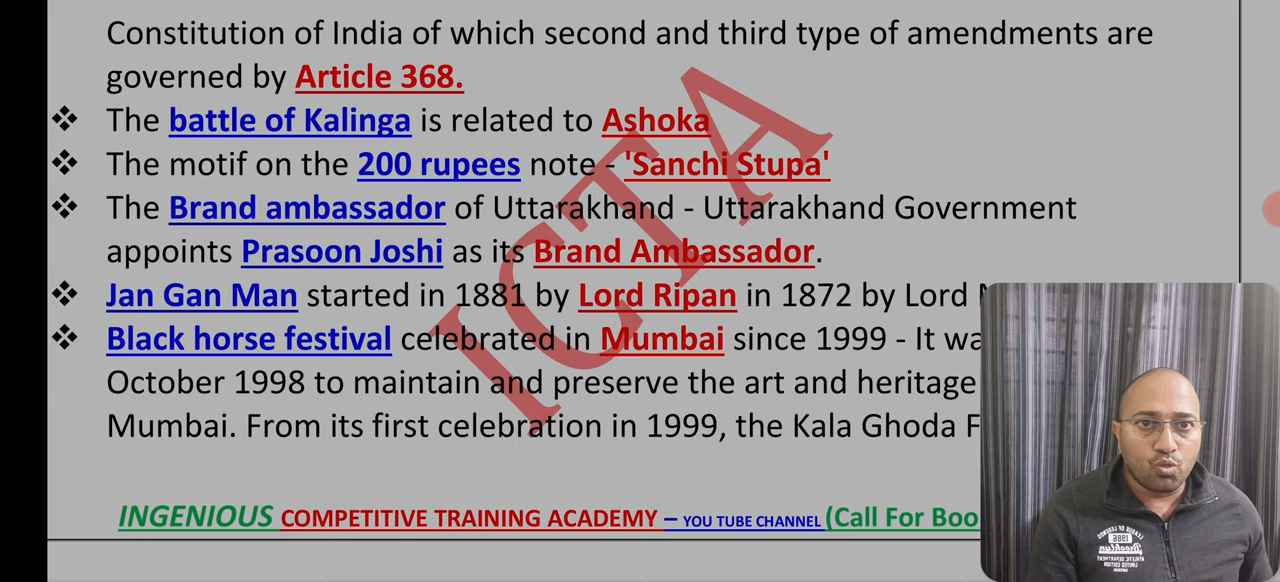 Constitution of India of which second and third type of amendments are
governed by Article 368.
❖ The battle of Kalinga is related to Ashoka
❖ The motif on the 200 rupees note - 'Sanchi Stupa'
❖ The Brand ambassador of Uttarakhand - Uttarakhand Government
appoints Prasoon Joshi as its Brand Ambassador.
❖ Jan Gan Man started in 1881 by Lord Ripan in 1872 by Lord
❖ Black horse festival celebrated in Mumbai since 1999 - It
October 1998 to maintain and preserve the art and heritage
Mumbai. From its first celebration in 1999, the Kala Ghoda
INGENIOUS COMPETITIVE TRAINING ACADEMY – YOU TUBE CHANNEL (Call For
ICTA